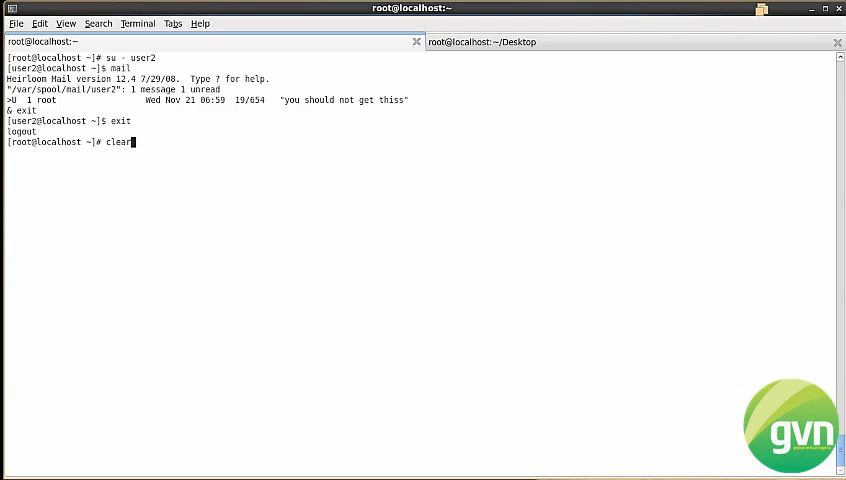 root@localhost:~
File Edit View Search Terminal Tabs Help
root@localhost:~
root@localhost:~/Desktop
[root@localhost ~]# su - user2
[user2@localhost ~]$ mail
Heirloom Mail version 12.4 7/29/08.  Type ? for help.
"/var/spool/mail/user2": 1 message 1 unread
>U  1 root                  Wed Nov 21 06:59  19/654   "you should not get thiss"
& exit
[user2@localhost ~]$ exit
logout
[root@localhost ~]# clear
gvn